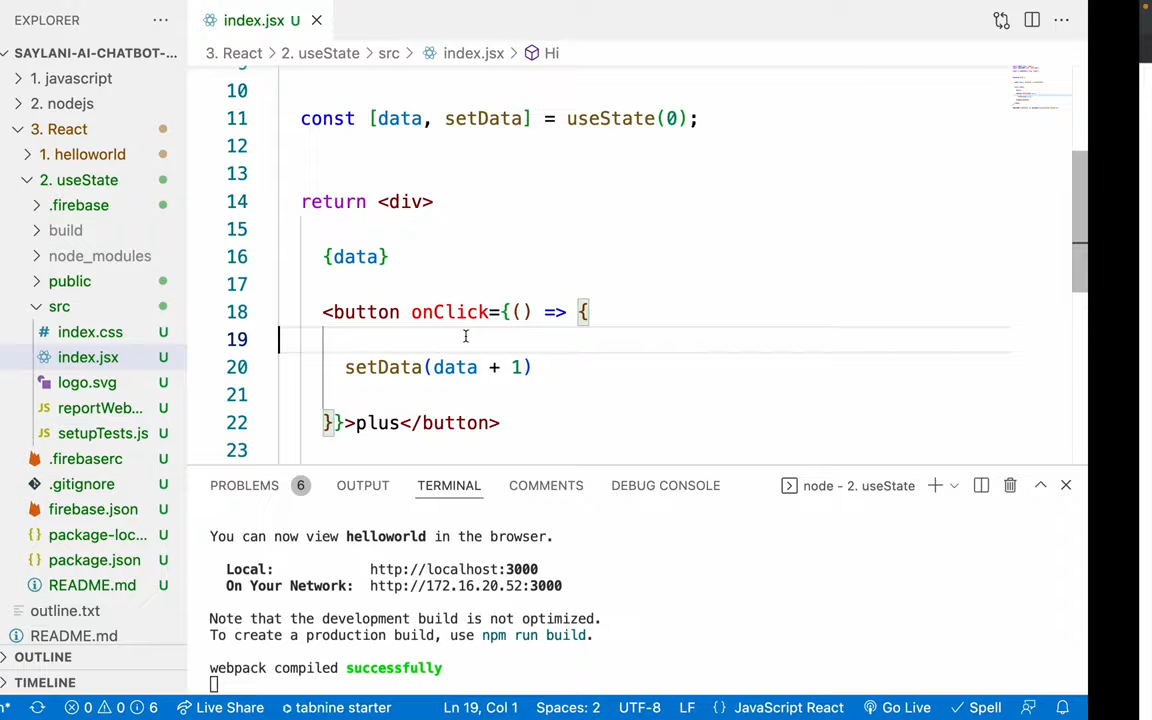 EXPLORER ...
index.jsx U
SAYLANI-AI-CHATBOT-...
1. javascript
2. nodejs
3. React
1. helloworld
2. useState
.firebase
build
node_modules
public
src
index.css U
index.jsx U
logo.svg U
JS reportWeb... U
JS setupTests.js U
.firebaserc U
.gitignore U
firebase.json U
{} package-loc... U
{} package.json U
README.md U
outline.txt
README.md
OUTLINE
TIMELINE
3. React > 2. useState > src > index.jsx > Hi
10
11 const [data, setData] = useState(0);
12
13
14 return <div>
15
16 {data}
17
18 <button onClick={() => {
19
20 setData(data + 1)
21
22 }}>plus</button>
23
PROBLEMS 6 OUTPUT TERMINAL COMMENTS DEBUG CONSOLE node - 2. useState
You can now view helloworld in the browser.
Local: http://localhost:3000
On Your Network: http://172.16.20.52:3000
Note that the development build is not optimized.
To create a production build, use npm run build.
webpack compiled successfully
0 0 6 Live Share tabnine starter Ln 19, Col 1 Spaces: 2 UTF-8 LF {} JavaScript React Go Live Spell